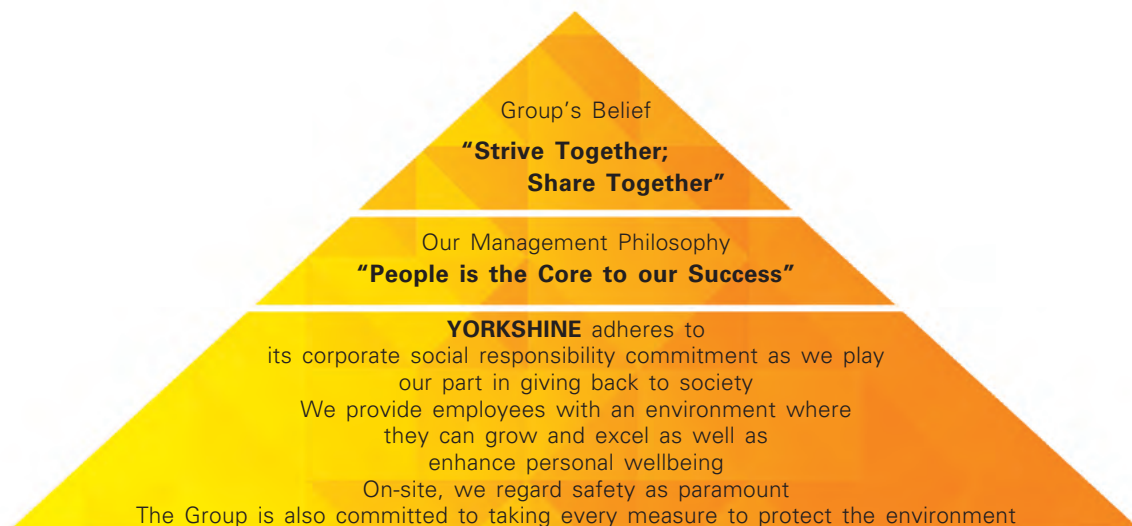 Group's Belief
"Strive Together;
Share Together"
Our Management Philosophy
"People is the Core to our Success"
YORKSHINE adheres to
its corporate social responsibility commitment as we play
our part in giving back to society
We provide employees with an environment where
they can grow and excel as well as
enhance personal wellbeing
On-site, we regard safety as paramount
The Group is also committed to taking every measure to protect the environment